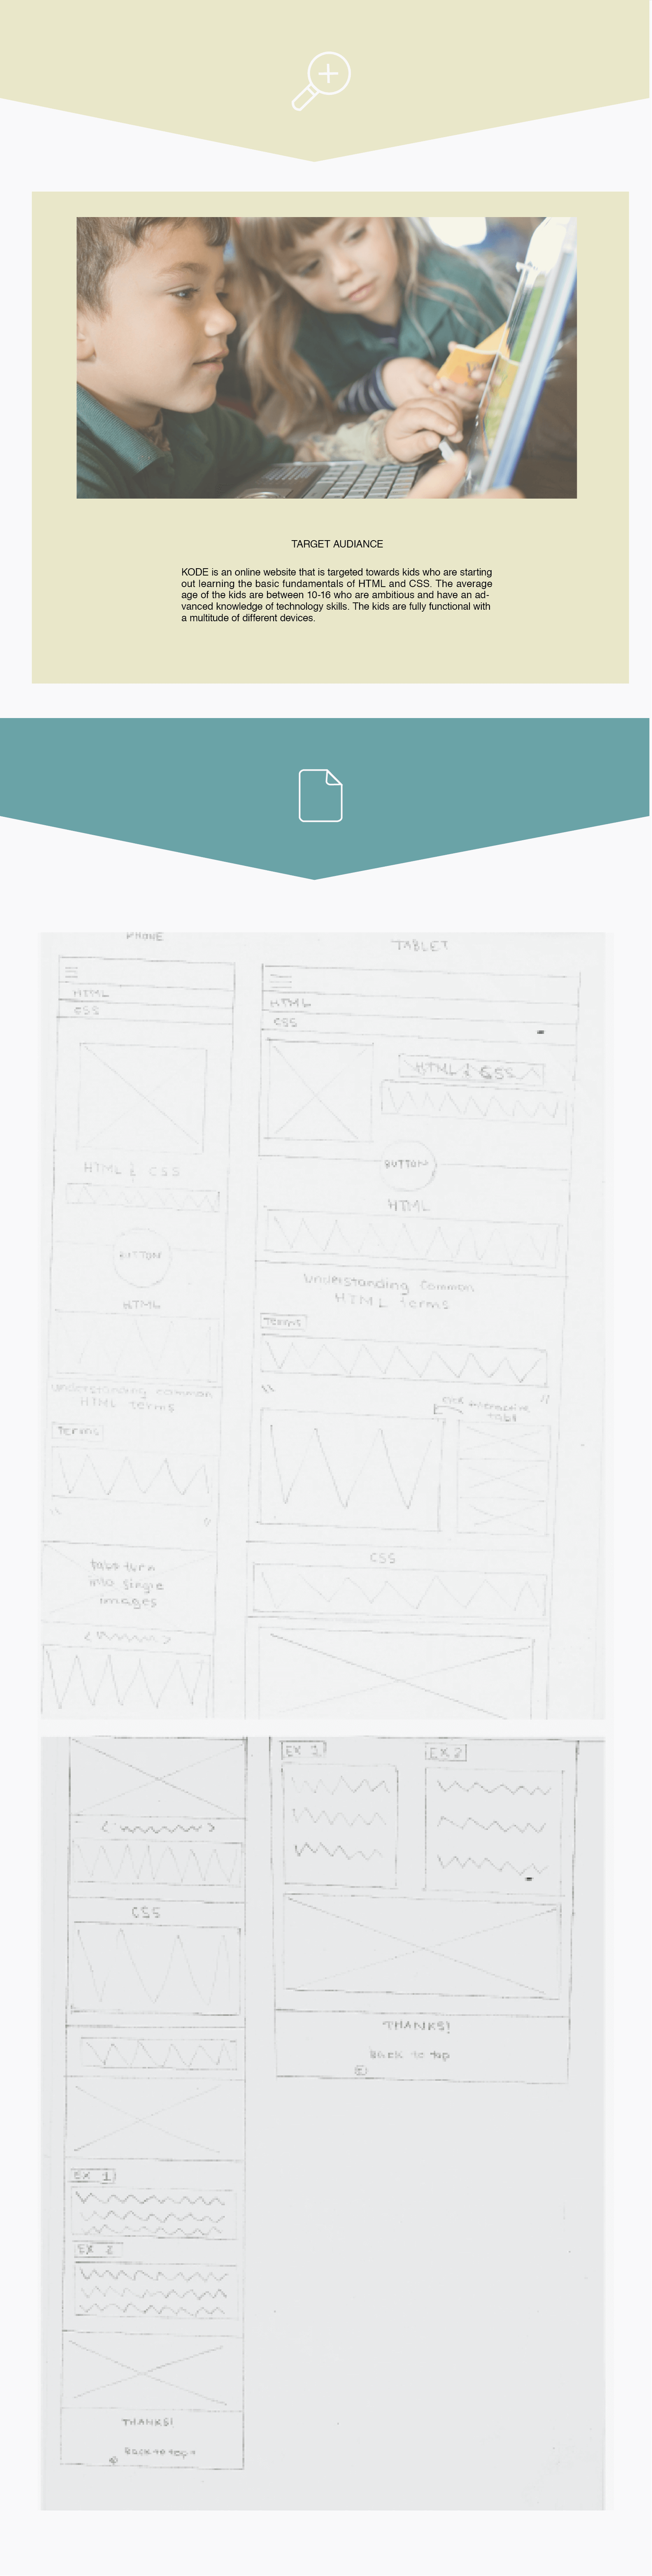 TARGET AUDIANCE
KODE is an online website that is targeted towards kids who are starting
out learning the basic fundamentals of HTML and CSS. The average
age of the kids are between 10-16 who are ambitious and have an ad-
vanced knowledge of technology skills. The kids are fully functional with
a multitude of different devices.
PHONE
HTML
CSS
HTML & CSS
BUTTON
HTML
understanding common
HTML terms
Terms
tabs turn
into single
images
TABLET
HTML
CSS
HTML & CSS
BUTTON
HTML
Understanding Common
HTML terms
Terms
click interactive
tabs
CSS
CSS
EX 1
EX 2
THANKS!
Back to top
EX 1
EX 2
THANKS!
Back to top